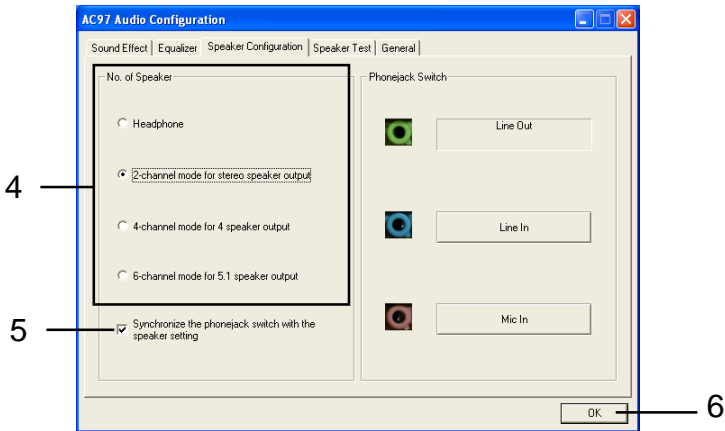 AC97 Audio Configuration
Sound Effect Equalizer Speaker Configuration Speaker Test General
No. of Speaker
Headphone
2-channel mode for stereo speaker output
4-channel mode for 4 speaker output
6-channel mode for 5.1 speaker output
Synchronize the phonejack switch with the
speaker setting
Phonejack Switch
Line Out
Line In
Mic In
OK
4
5
6